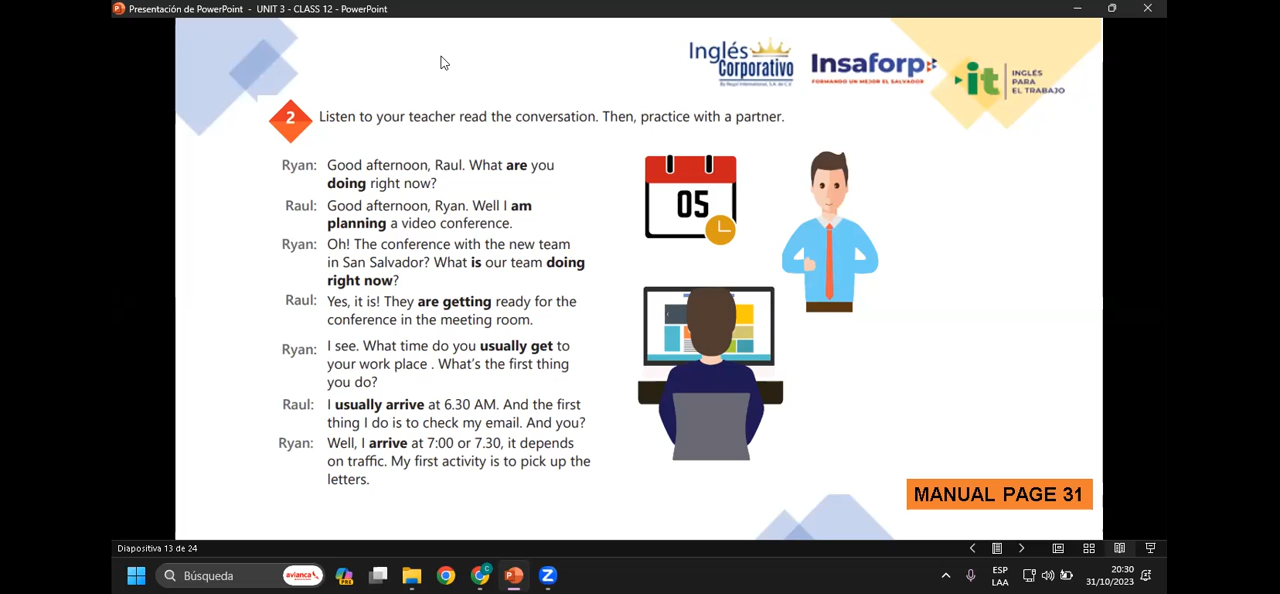 Presentación de PowerPoint - UNIT 3 - CLASS 12 - PowerPoint
Inglés
Corporativo
Insaforp
FORMANDO UN MEJOR EL SALVADOR
it
INGLÉS
PARA
EL TRABAJO
2
Listen to your teacher read the conversation. Then, practice with a partner.
Ryan: Good afternoon, Raul. What are you
doing right now?
Raul: Good afternoon, Ryan. Well I am
planning a video conference.
Ryan: Oh! The conference with the new team
in San Salvador? What is our team doing
right now?
Raul: Yes, it is! They are getting ready for the
conference in the meeting room.
Ryan: I see. What time do you usually get to
your work place . What's the first thing
you do?
Raul: I usually arrive at 6.30 AM. And the first
thing I do is to check my email. And you?
Ryan: Well, I arrive at 7:00 or 7.30, it depends
on traffic. My first activity is to pick up the
letters.
05
MANUAL PAGE 31
Diapositiva 13 de 24
Búsqueda
avianca
PRE
ESP
LAA
20:30
31/10/2023